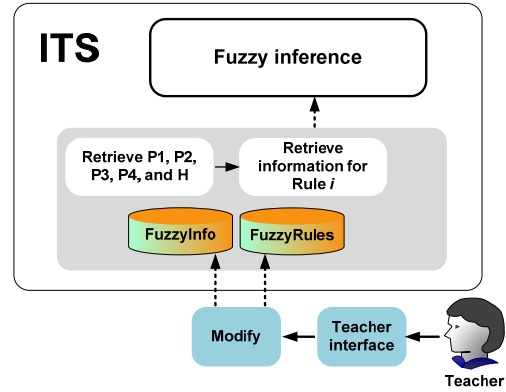 ITS
Fuzzy inference
Retrieve P1, P2,
P3, P4, and H
Retrieve
information for
Rule i
FuzzyInfo
FuzzyRules
Modify
Teacher
interface
Teacher